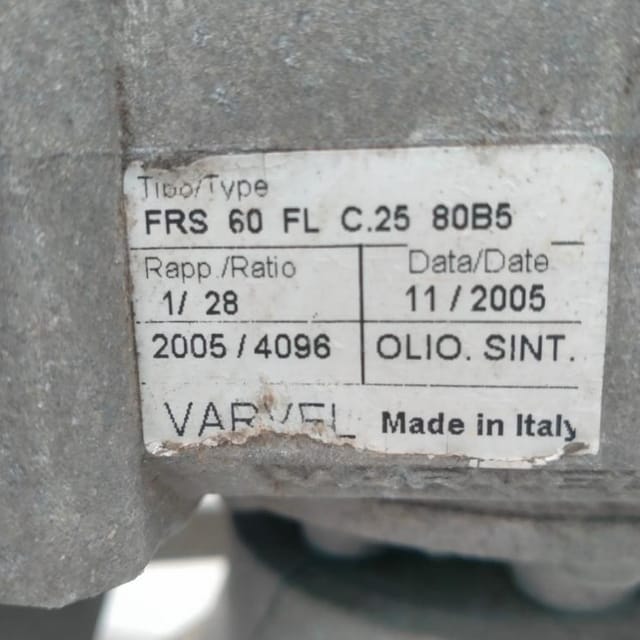 Tipo/Type
FRS 60 FL C.25 80B5
Rapp./Ratio
Data/Date
1/ 28
11/2005
2005/4096
OLIO. SINT.
VARVEL
Made in Italy